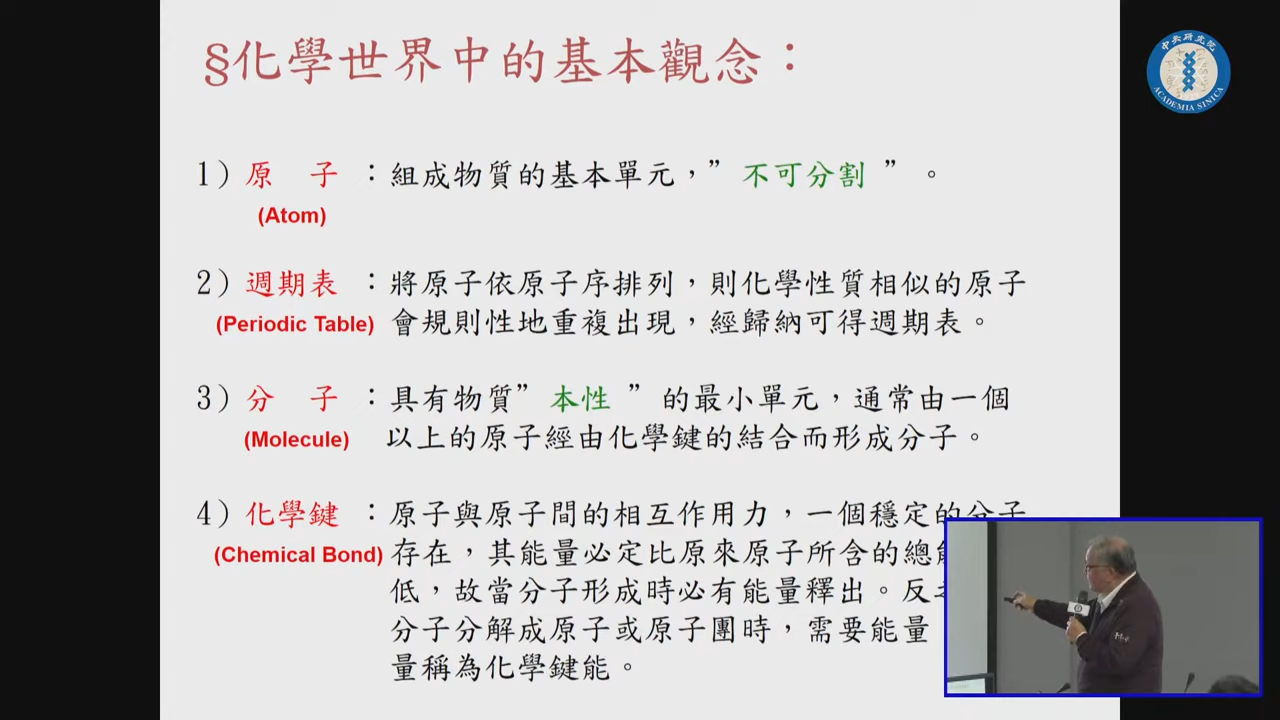 §化學世界中的基本觀念：
中央研究院
ACADEMIA SINICA
1）原　子　：組成物質的基本單元，”不可分割 ”。
(Atom)
2）週期表　：將原子依原子序排列，則化學性質相似的原子
(Periodic Table) 會規則性地重複出現，經歸納可得週期表。
3）分　子　：具有物質”本性 ”的最小單元，通常由一個
(Molecule) 以上的原子經由化學鍵的結合而形成分子。
4）化學鍵　：原子與原子間的相互作用力，一個穩定的分子
(Chemical Bond) 存在，其能量必定比原來原子所含的總
低，故當分子形成時必有能量釋出。反
分子分解成原子或原子團時，需要能量
量稱為化學鍵能。